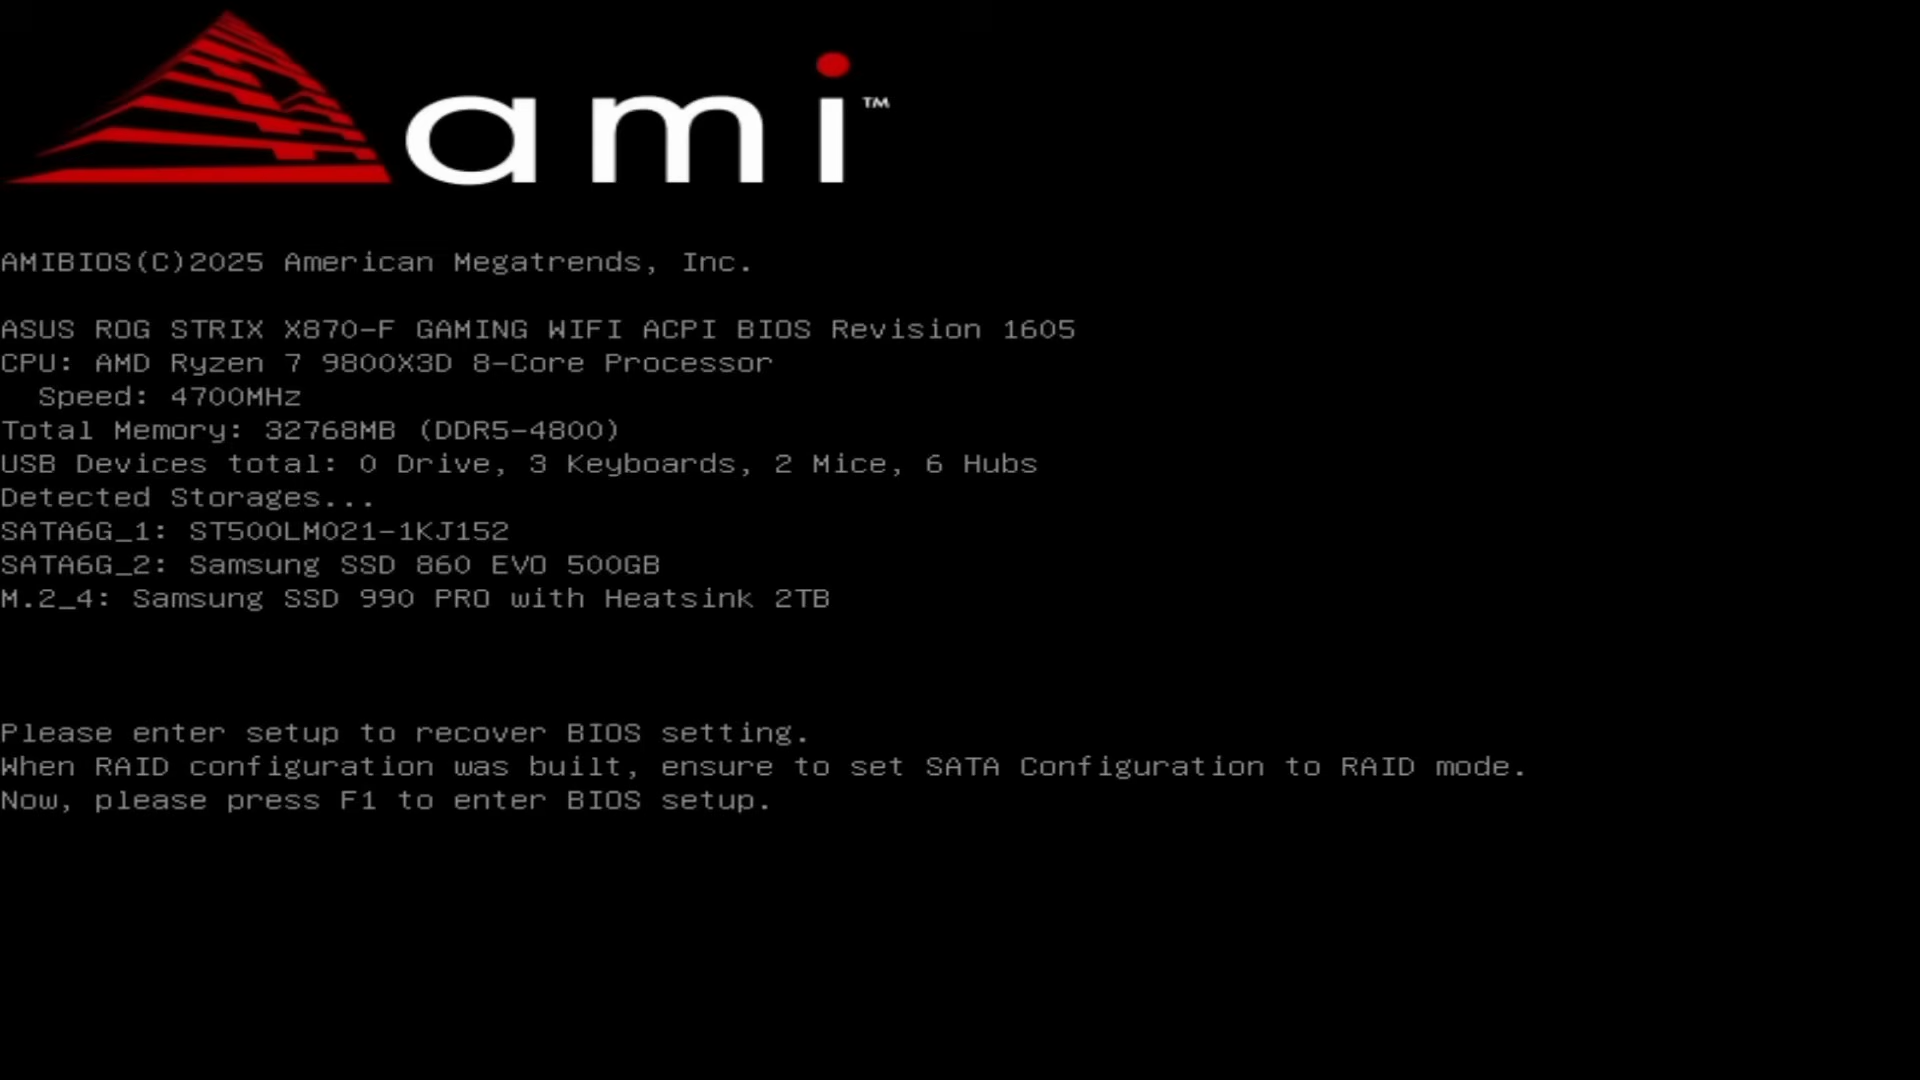 ami™
AMIBIOS(C)2025 American Megatrends, Inc.
ASUS ROG STRIX X870-F GAMING WIFI ACPI BIOS Revision 1605
CPU: AMD Ryzen 7 9800X3D 8-Core Processor
Speed: 4700MHz
Total Memory: 32768MB (DDR5-4800)
USB Devices total: 0 Drive, 3 Keyboards, 2 Mice, 6 Hubs
Detected Storages...
SATA6G_1: ST500LM021-1KJ152
SATA6G_2: Samsung SSD 860 EVO 500GB
M.2_4: Samsung SSD 990 PRO with Heatsink 2TB
Please enter setup to recover BIOS setting.
When RAID configuration was built, ensure to set SATA Configuration to RAID mode.
Now, please press F1 to enter BIOS setup.